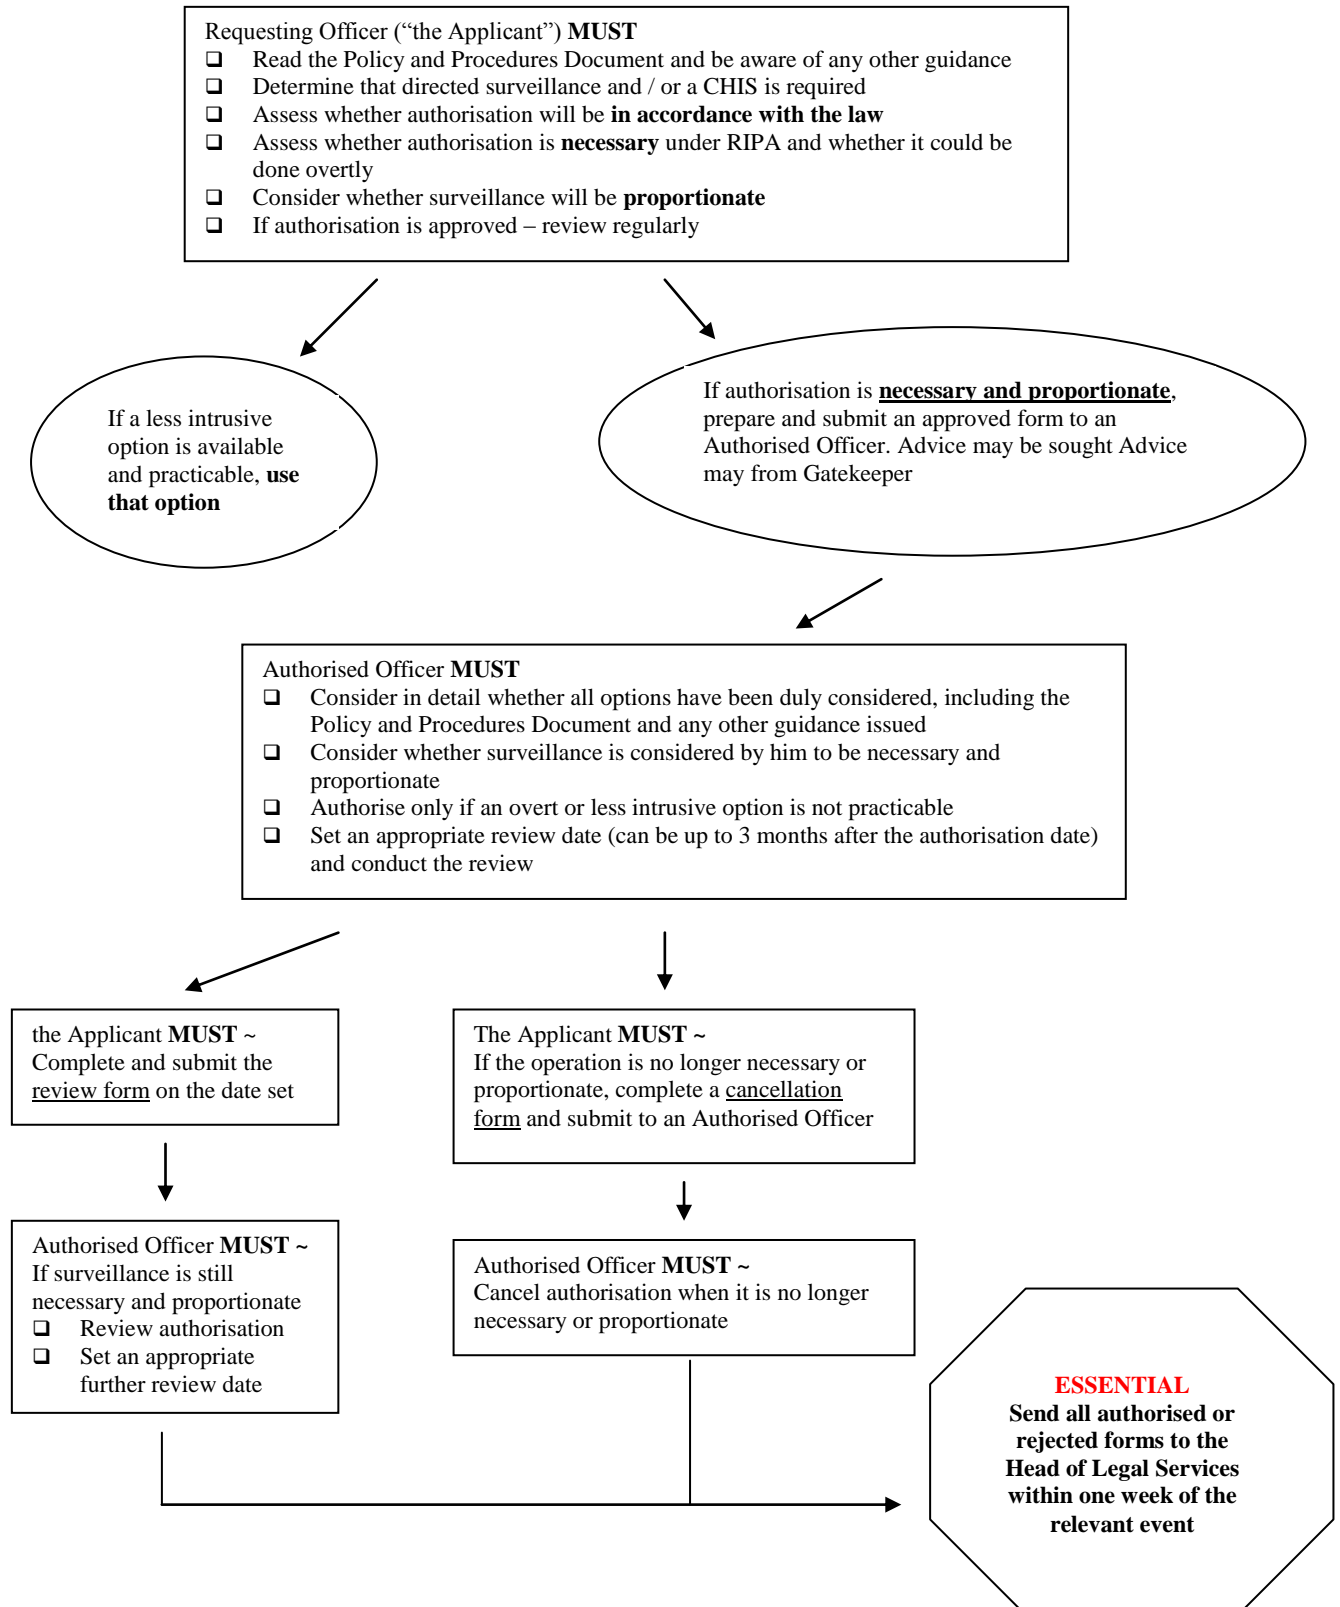 Requesting Officer (“the Applicant”) MUST
❑ Read the Policy and Procedures Document and be aware of any other guidance
❑ Determine that directed surveillance and / or a CHIS is required
❑ Assess whether authorisation will be in accordance with the law
❑ Assess whether authorisation is necessary under RIPA and whether it could be
done overtly
❑ Consider whether surveillance will be proportionate
❑ If authorisation is approved – review regularly
If a less intrusive
option is available
and practicable, use
that option
If authorisation is necessary and proportionate,
prepare and submit an approved form to an
Authorised Officer. Advice may be sought Advice
may from Gatekeeper
Authorised Officer MUST
❑ Consider in detail whether all options have been duly considered, including the
Policy and Procedures Document and any other guidance issued
❑ Consider whether surveillance is considered by him to be necessary and
proportionate
❑ Authorise only if an overt or less intrusive option is not practicable
❑ Set an appropriate review date (can be up to 3 months after the authorisation date)
and conduct the review
the Applicant MUST ~
Complete and submit the
review form on the date set
The Applicant MUST ~
If the operation is no longer necessary or
proportionate, complete a cancellation
form and submit to an Authorised Officer
Authorised Officer MUST ~
If surveillance is still
necessary and proportionate
❑ Review authorisation
❑ Set an appropriate
further review date
Authorised Officer MUST ~
Cancel authorisation when it is no longer
necessary or proportionate
ESSENTIAL
Send all authorised or
rejected forms to the
Head of Legal Services
within one week of the
relevant event